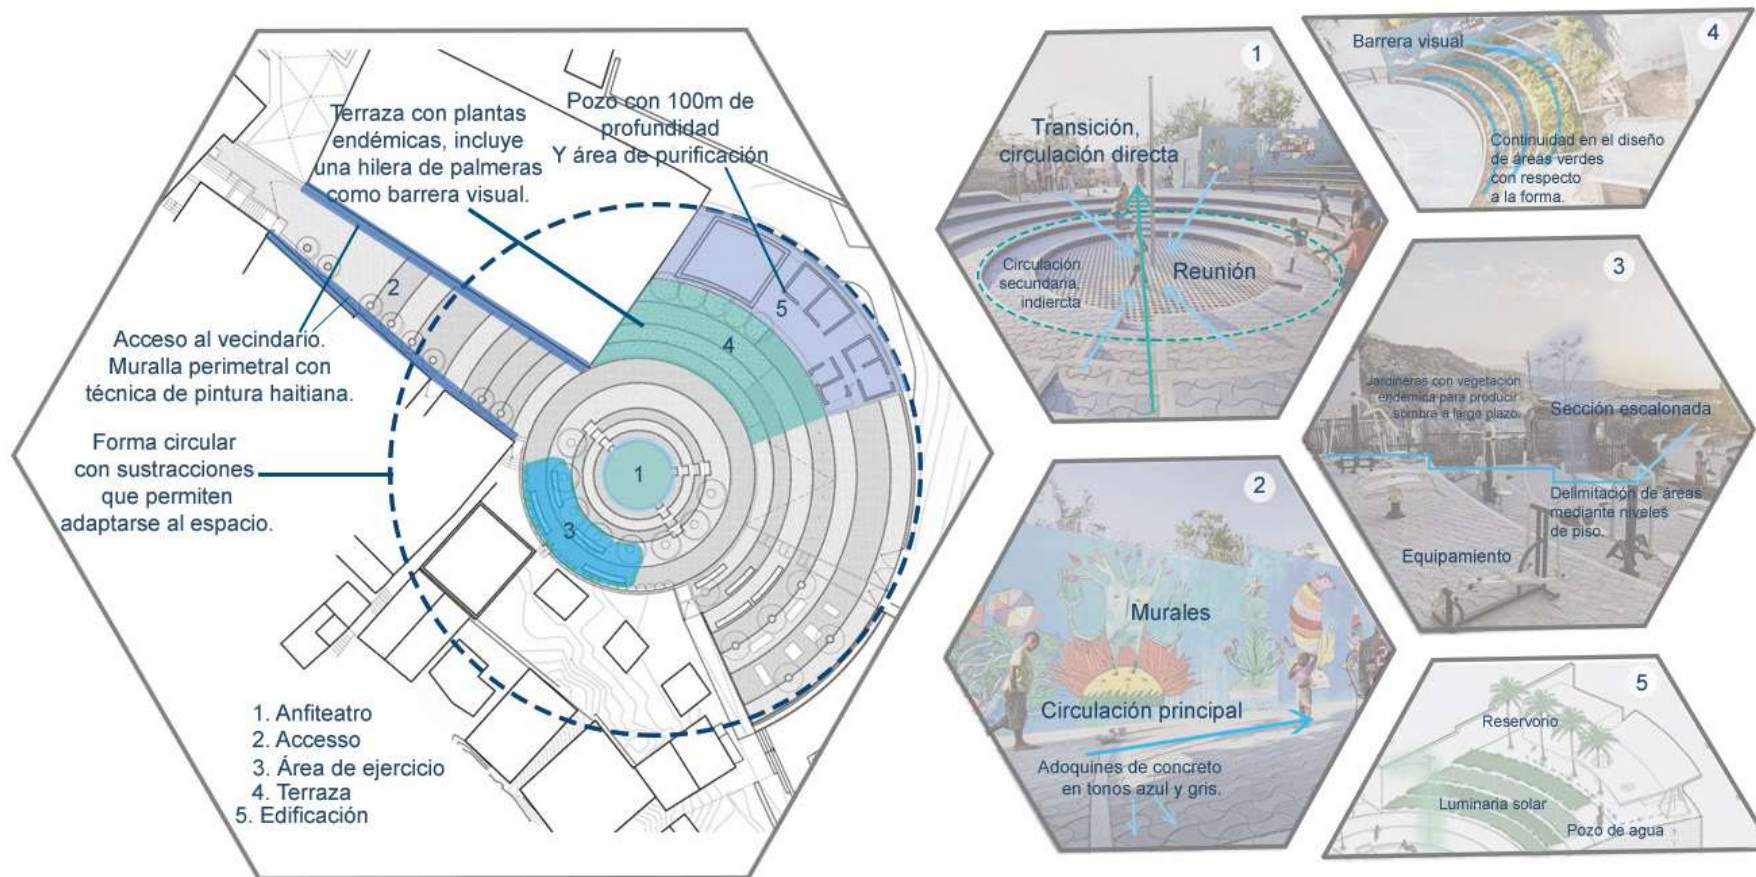 Terraza con plantas
endémicas, incluye
una hilera de palmeras
como barrera visual.
Pozo con 100m de
profundidad
Y área de purificación
2
5
4
Acceso al vecindario.
Muralla perimetral con
técnica de pintura haitiana.
Forma circular
con sustracciones
que permiten
adaptarse al espacio.
1
3
1. Anfiteatro
2. Accesso
3. Área de ejercicio
4. Terraza
5. Edificación
1
Transición,
circulación directa
Circulación
secundaria,
indiercta
Reunión
2
Murales
Circulación principal
Adoquines de concreto
en tonos azul y gris.
4
Barrera visual
Continuidad en el diseño
de áreas verdes
con respecto
a la forma.
3
Jardineras con vegetación
endémica para producir
sombra a largo plazo.
Sección escalonada
Delimitación de áreas
mediante niveles
de piso.
Equipamiento
5
Reservorio
Luminaria solar
Pozo de agua